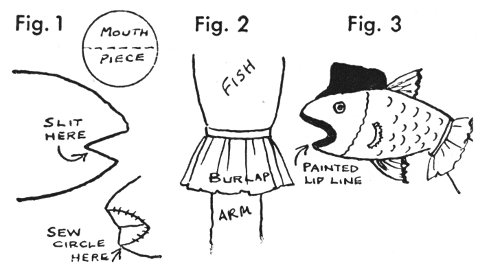 Fig. 1
MOUTH
PIECE
SLIT
HERE
SEW
CIRCLE
HERE
Fig. 2
FISH
BURLAP
ARM
Fig. 3
PAINTED
LIP LINE